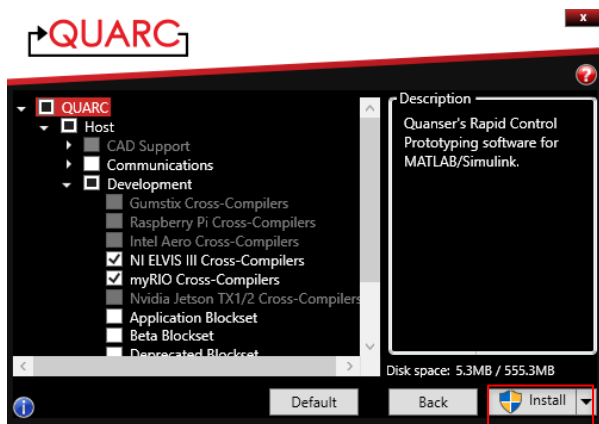 QUARC
x
?
QUARC
Host
CAD Support
Communications
Development
Gumstix Cross-Compilers
Raspberry Pi Cross-Compilers
Intel Aero Cross-Compilers
NI ELVIS III Cross-Compilers
myRIO Cross-Compilers
Nvidia Jetson TX1/2 Cross-Compilers
Application Blockset
Beta Blockset
Deprecated Blockset
Description
Quanser's Rapid Control
Prototyping software for
MATLAB/Simulink.
Disk space: 5.3MB / 555.3MB
i
Default
Back
Install